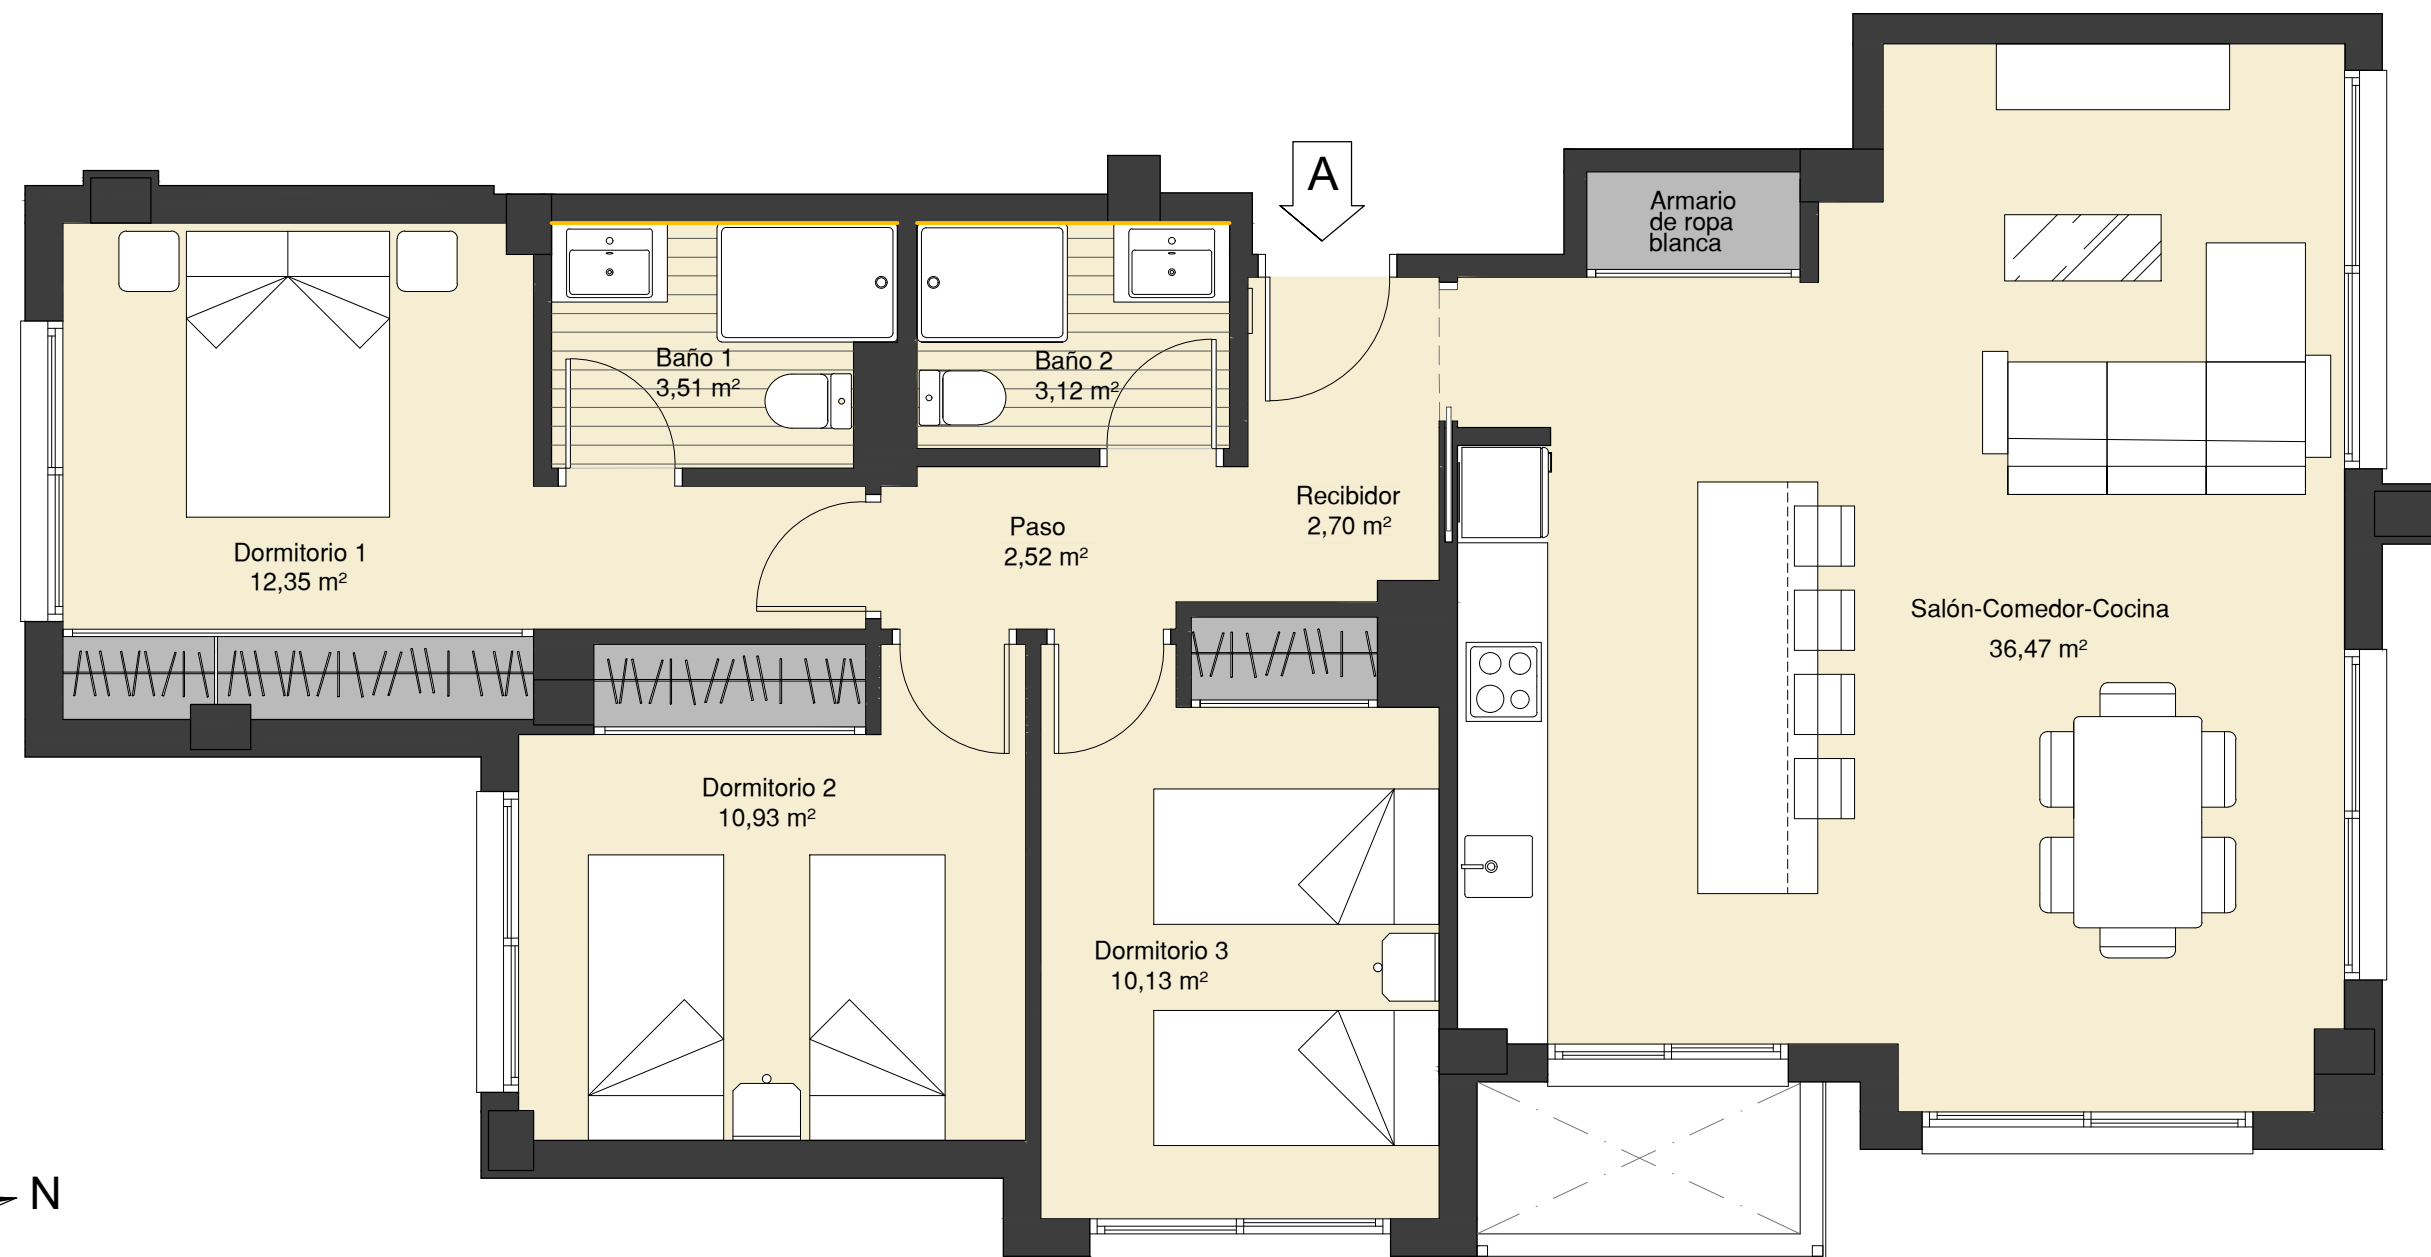 A
Armario
de ropa
blanca
Baño 1
3,51 m²
Baño 2
3,12 m²
Recibidor
2,70 m²
Paso
2,52 m²
Dormitorio 1
12,35 m²
Salón-Comedor-Cocina
36,47 m²
Dormitorio 2
10,93 m²
Dormitorio 3
10,13 m²
N